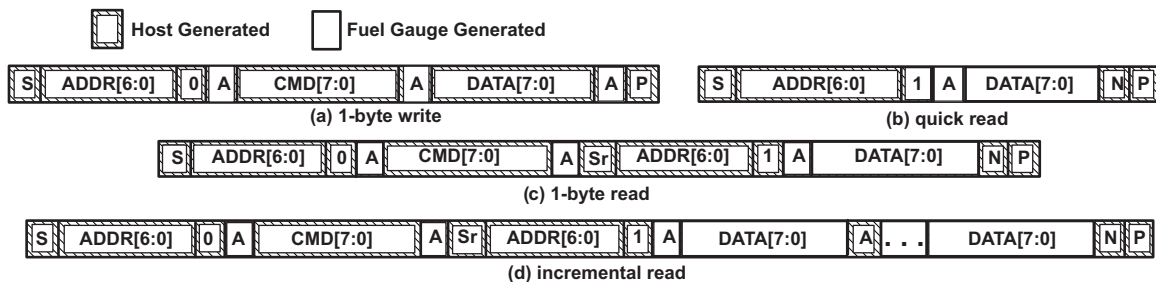 Host Generated Fuel Gauge Generated
S ADDR[6:0] 0 A CMD[7:0] A DATA[7:0] A P
(a) 1-byte write
S ADDR[6:0] 1 A DATA[7:0] N P
(b) quick read
S ADDR[6:0] 0 A CMD[7:0] A Sr ADDR[6:0] 1 A DATA[7:0] N P
(c) 1-byte read
S ADDR[6:0] 0 A CMD[7:0] A Sr ADDR[6:0] 1 A DATA[7:0] A . . . DATA[7:0] N P
(d) incremental read